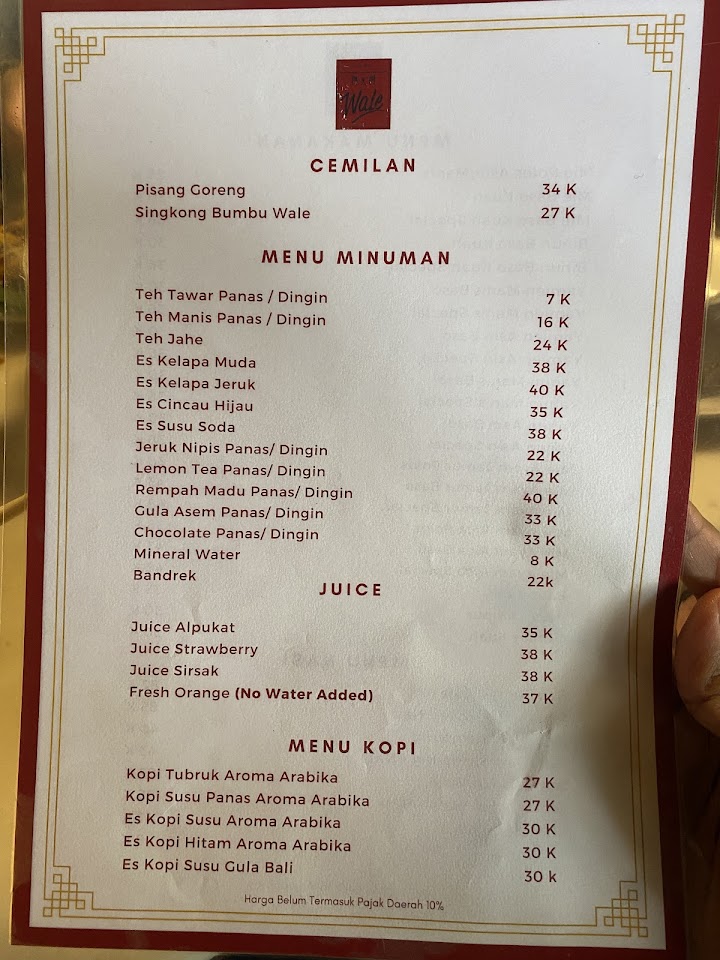 Wale
CEMILAN
Pisang Goreng 34 K
Singkong Bumbu Wale 27 K
MENU MINUMAN
Teh Tawar Panas / Dingin 7 K
Teh Manis Panas / Dingin 16 K
Teh Jahe 24 K
Es Kelapa Muda 38 K
Es Kelapa Jeruk 40 K
Es Cincau Hijau 35 K
Es Susu Soda 38 K
Jeruk Nipis Panas/ Dingin 22 K
Lemon Tea Panas/ Dingin 22 K
Rempah Madu Panas/ Dingin 40 K
Gula Asem Panas/ Dingin 33 K
Chocolate Panas/ Dingin 33 K
Mineral Water 8 K
Bandrek 22k
JUICE
Juice Alpukat 35 K
Juice Strawberry 38 K
Juice Sirsak 38 K
Fresh Orange (No Water Added) 37 K
MENU KOPI
Kopi Tubruk Aroma Arabika 27 K
Kopi Susu Panas Aroma Arabika 27 K
Es Kopi Susu Aroma Arabika 30 K
Es Kopi Hitam Aroma Arabika 30 K
Es Kopi Susu Gula Bali 30 k
Harga Belum Termasuk Pajak Daerah 10%